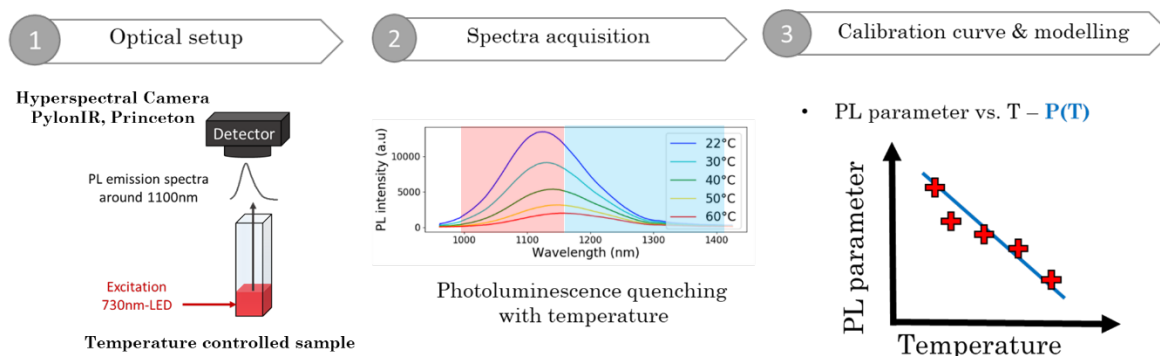 1
Optical setup
2
Spectra acquisition
3
Calibration curve & modelling
Hyperspectral Camera
PylonIR, Princeton
Detector
PL emission spectra
around 1100nm
Excitation
730nm-LED
Temperature controlled sample
PL intensity (a.u)
10000
5000
0
22°C
30°C
40°C
50°C
60°C
1000
1100
1200
1300
1400
Wavelength (nm)
Photoluminescence quenching
with temperature
• PL parameter vs. T – P(T)
PL parameter
Temperature